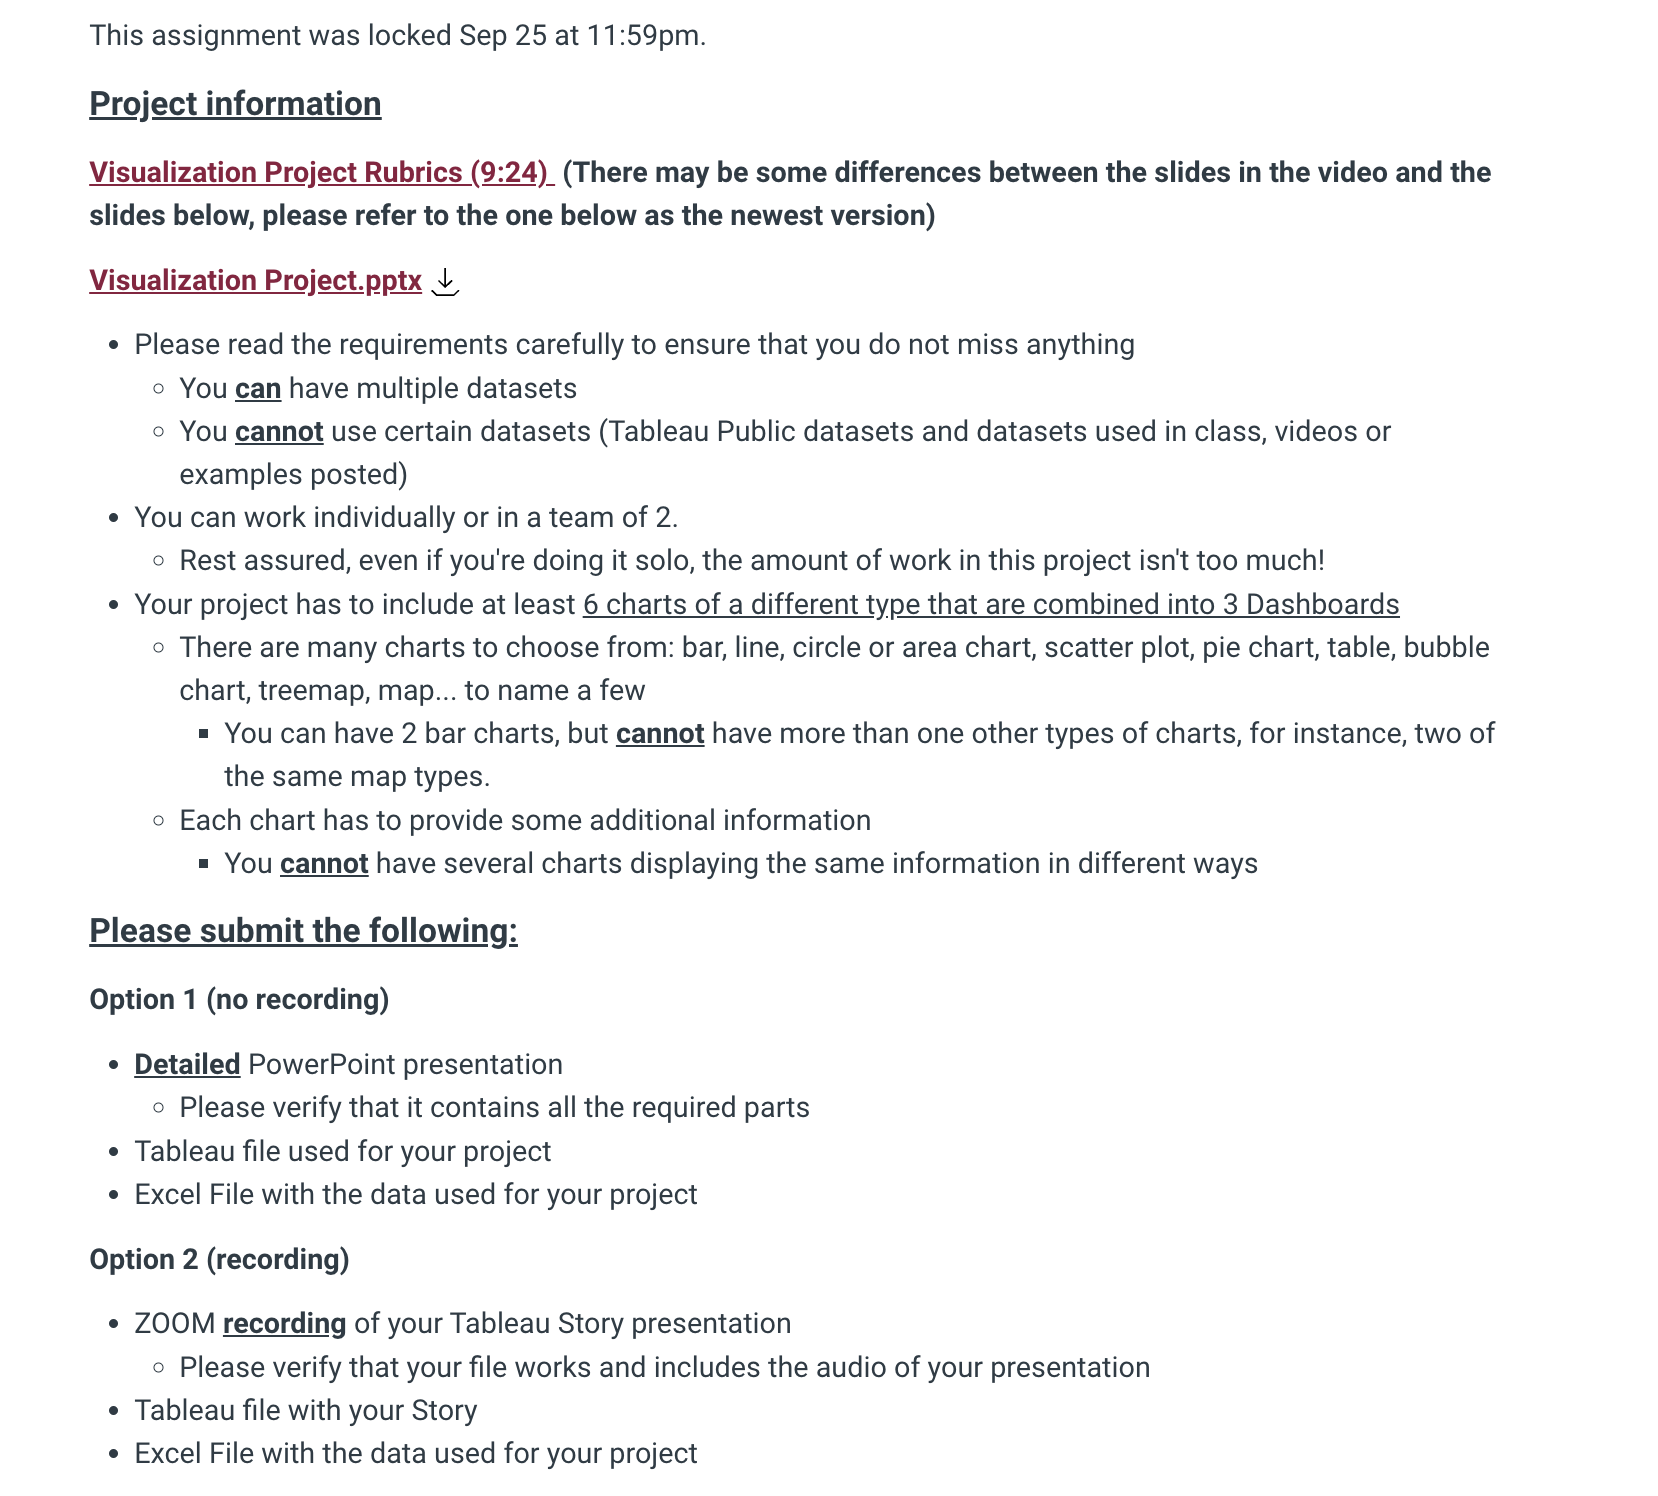 This assignment was locked Sep 25 at 11:59pm.
Project information
Visualization Project Rubrics (9:24)  (There may be some differences between the slides in the video and the
slides below, please refer to the one below as the newest version)
Visualization Project.pptx
Please read the requirements carefully to ensure that you do not miss anything
You can have multiple datasets
You cannot use certain datasets (Tableau Public datasets and datasets used in class, videos or
examples posted)
You can work individually or in a team of 2.
Rest assured, even if you're doing it solo, the amount of work in this project isn't too much!
Your project has to include at least 6 charts of a different type that are combined into 3 Dashboards
There are many charts to choose from: bar, line, circle or area chart, scatter plot, pie chart, table, bubble
chart, treemap, map... to name a few
You can have 2 bar charts, but cannot have more than one other types of charts, for instance, two of
the same map types.
Each chart has to provide some additional information
You cannot have several charts displaying the same information in different ways
Please submit the following:
Option 1 (no recording)
Detailed PowerPoint presentation
Please verify that it contains all the required parts
Tableau file used for your project
Excel File with the data used for your project
Option 2 (recording)
ZOOM recording of your Tableau Story presentation
Please verify that your file works and includes the audio of your presentation
Tableau file with your Story
Excel File with the data used for your project